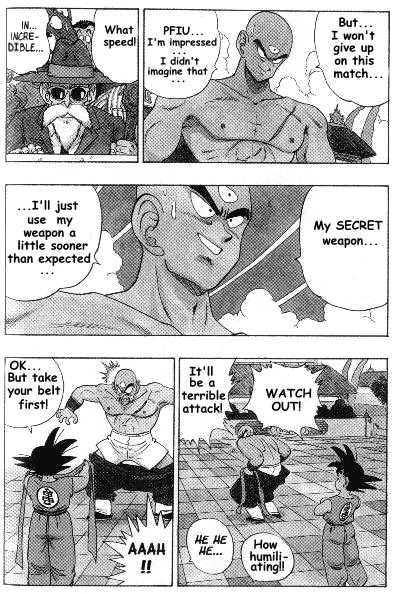 IN...
INCRE-
DIBLE...
What
speed!
PFIU...
I'm impressed
...
I didn't
imagine that
...
But...
I won't
give up
on this
match...
...I'll just
use my
weapon a
little sooner
than expected
...
My SECRET
weapon...
OK...
But take
your belt
first!
AAAH
!!
It'll
be a
terrible
attack!
WATCH
OUT!
HE HE
HE...
How
humili-
ating!!